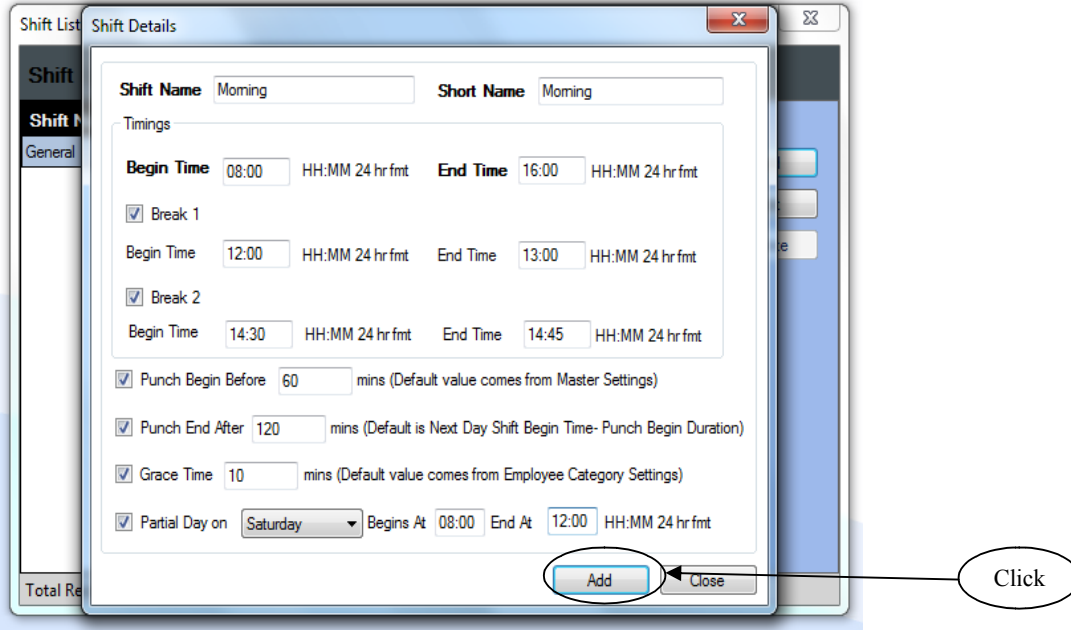 Shift List
Shift Details
Shift
Shift Name Morning Short Name Morning
Shift N
Timings
General
Begin Time 08:00 HH:MM 24 hr fmt End Time 16:00 HH:MM 24 hr fmt
Break 1
Begin Time 12:00 HH:MM 24 hr fmt End Time 13:00 HH:MM 24 hr fmt
Break 2
Begin Time 14:30 HH:MM 24 hr fmt End Time 14:45 HH:MM 24 hr fmt
Punch Begin Before 60 mins (Default value comes from Master Settings)
Punch End After 120 mins (Default is Next Day Shift Begin Time- Punch Begin Duration)
Grace Time 10 mins (Default value comes from Employee Category Settings)
Partial Day on Saturday Begins At 08:00 End At 12:00 HH:MM 24 hr fmt
Add Close
Click
Total Re